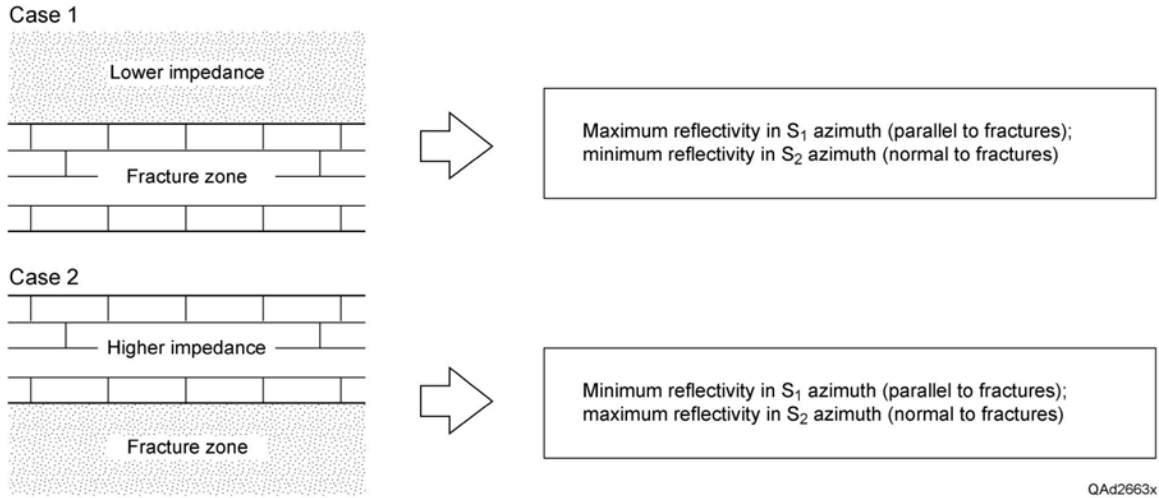 Case 1
Lower impedance
Fracture zone
Maximum reflectivity in S₁ azimuth (parallel to fractures);
minimum reflectivity in S₂ azimuth (normal to fractures)
Case 2
Higher impedance
Fracture zone
Minimum reflectivity in S₁ azimuth (parallel to fractures);
maximum reflectivity in S₂ azimuth (normal to fractures)
QAd2663x